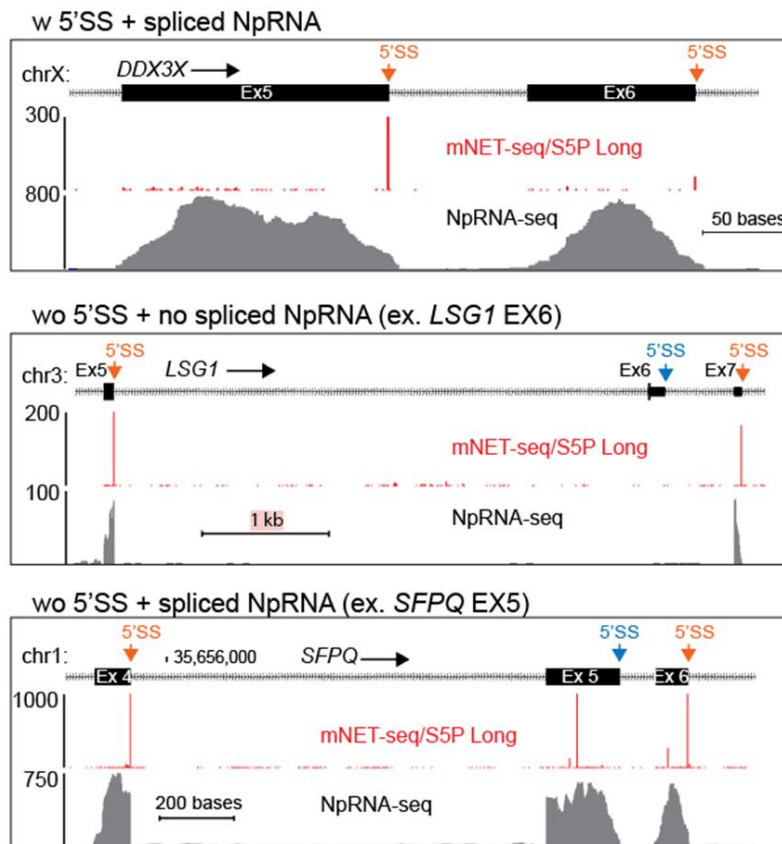 w 5'SS + spliced NpRNA
5'SS 5'SS
chrX: DDX3X
Ex5 Ex6
300
mNET-seq/S5P Long
800
NpRNA-seq
50 bases
wo 5'SS + no spliced NpRNA (ex. LSG1 EX6)
5'SS 5'SS 5'SS
Ex5 LSG1 Ex6 Ex7
chr3:
200
mNET-seq/S5P Long
100
NpRNA-seq
1 kb
wo 5'SS + spliced NpRNA (ex. SFPQ EX5)
5'SS 5'SS 5'SS
chr1: 35,656,000 SFPQ
Ex 4 Ex 5 Ex 6
1000
mNET-seq/S5P Long
750
200 bases NpRNA-seq